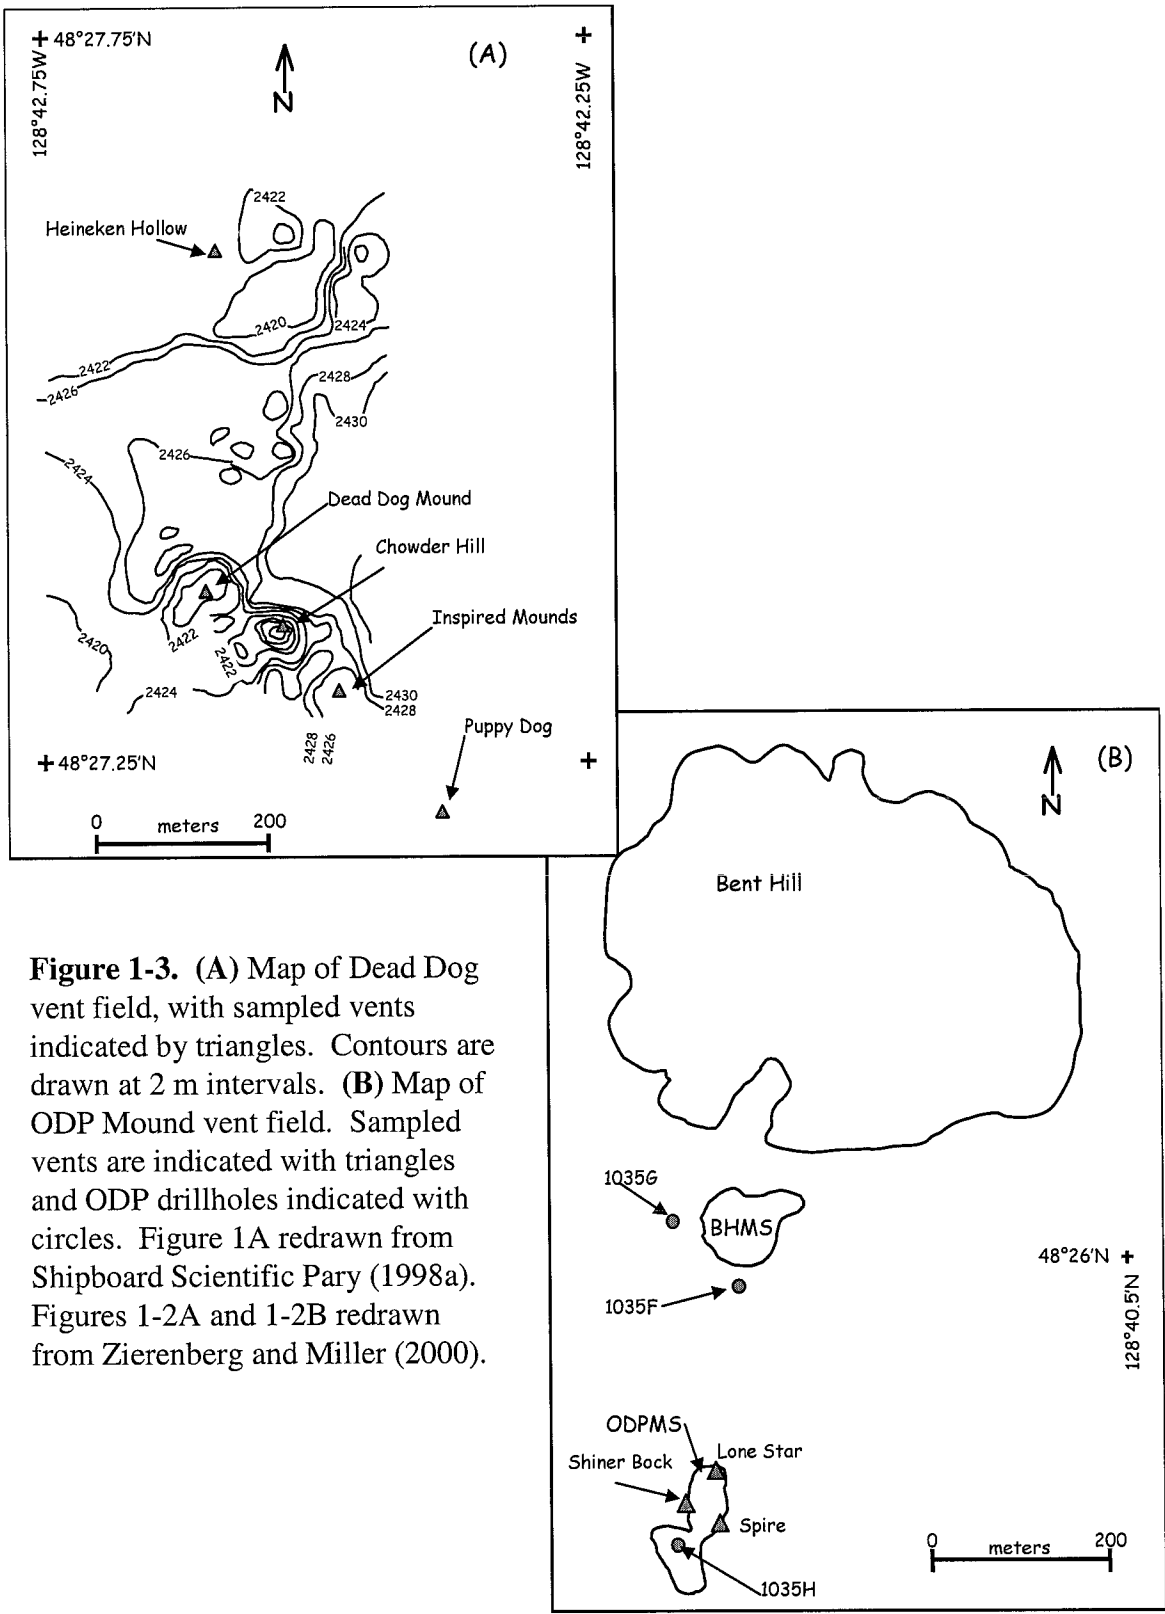 48°27.75'N
128°42.75W
N
(A)
128°42.25W
2422
Heineken Hollow
2420
2424
2422
2426
2428
2430
2426
2424
Dead Dog Mound
Chowder Hill
Inspired Mounds
2420
2422
2422
2424
2430
2428
2428
2426
Puppy Dog
48°27.25'N
0 meters 200
(B)
N
Bent Hill
1035G
BHMS
48°26'N
128°40.5'N
1035F
ODPMS
Lone Star
Shiner Bock
Spire
0 meters 200
1035H
Figure 1-3. (A) Map of Dead Dog
vent field, with sampled vents
indicated by triangles. Contours are
drawn at 2 m intervals. (B) Map of
ODP Mound vent field. Sampled
vents are indicated with triangles
and ODP drillholes indicated with
circles. Figure 1A redrawn from
Shipboard Scientific Pary (1998a).
Figures 1-2A and 1-2B redrawn
from Zierenberg and Miller (2000).